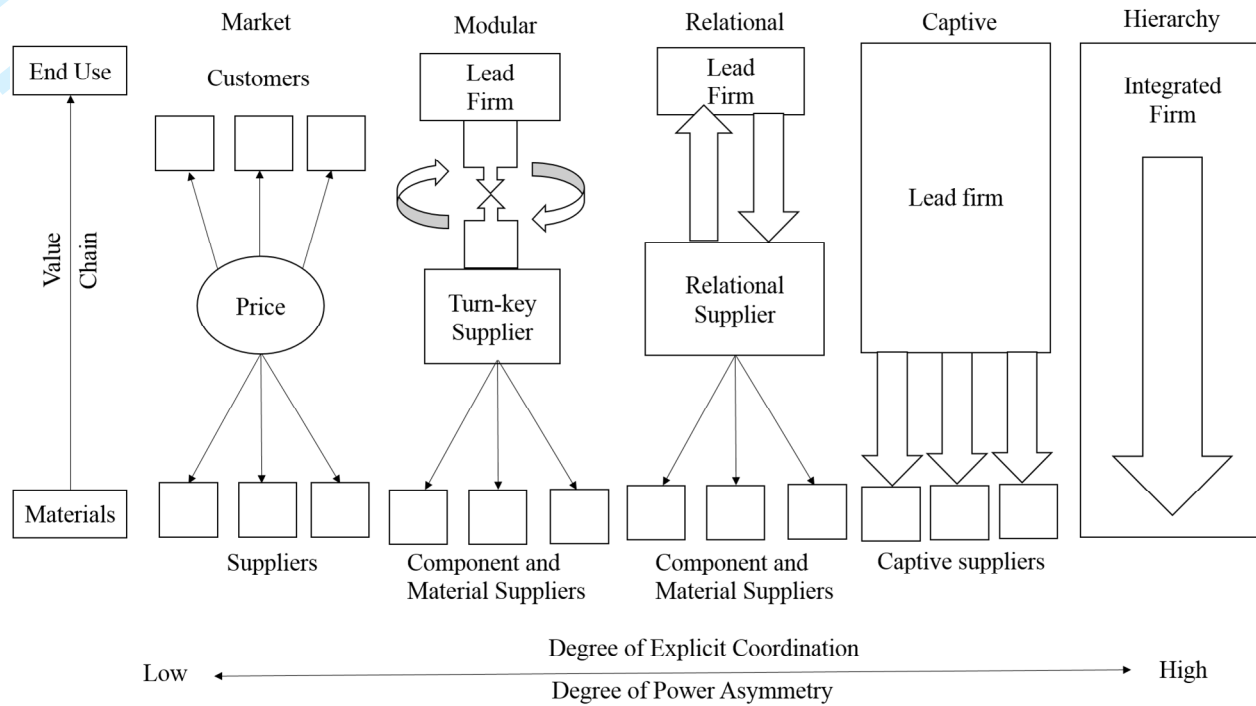 Market
Modular
Relational
Captive
Hierarchy
End Use
Value
Chain
Materials
Customers
Price
Suppliers
Lead
Firm
Turn-key
Supplier
Component and
Material Suppliers
Lead
Firm
Relational
Supplier
Component and
Material Suppliers
Lead firm
Captive suppliers
Integrated
Firm
Degree of Explicit Coordination
Low
High
Degree of Power Asymmetry